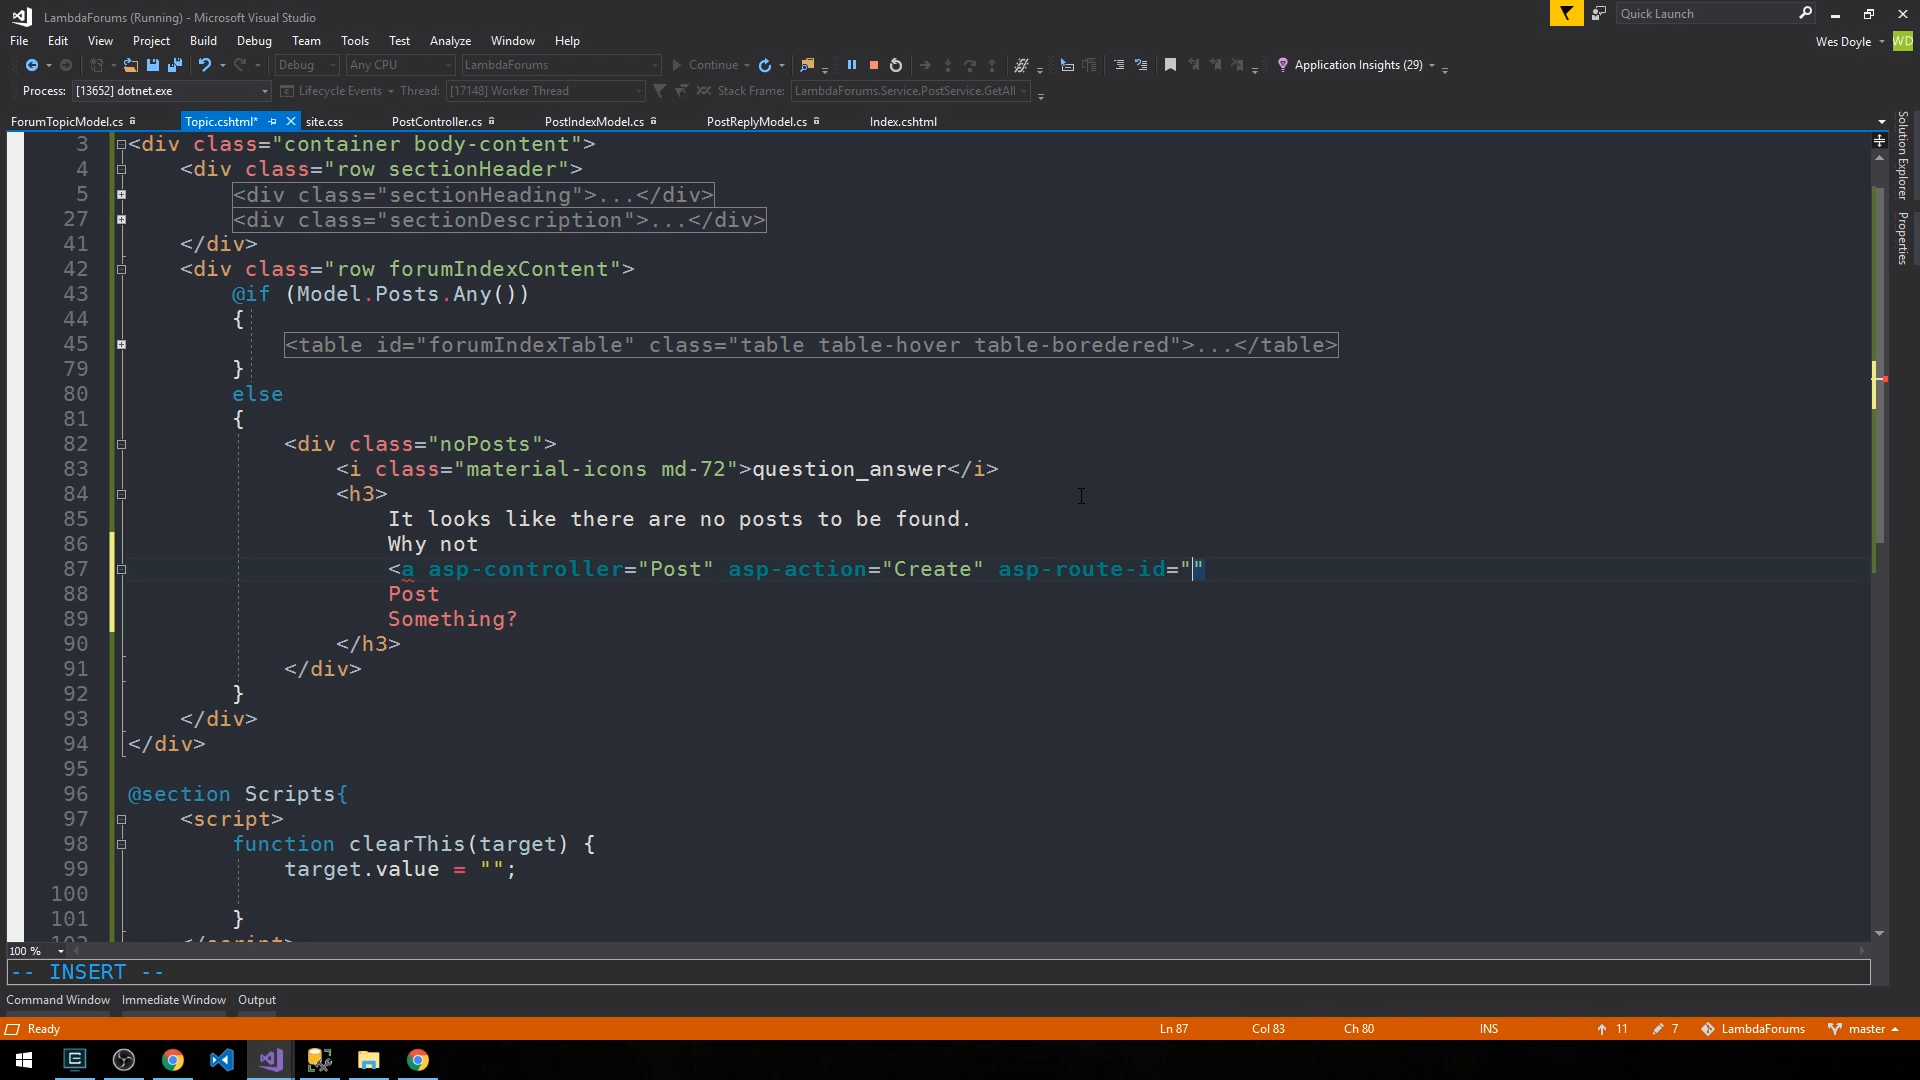 LambdaForums (Running) - Microsoft Visual Studio
Quick Launch
File Edit View Project Build Debug Team Tools Test Analyze Window Help
Wes Doyle WD
Debug Any CPU LambdaForums Continue Application Insights (29)
Process: [13652] dotnet.exe Lifecycle Events Thread: [17148] Worker Thread Stack Frame: LambdaForums.Service.PostService.GetAll
ForumTopicModel.cs Topic.cshtml* site.css PostController.cs PostIndexModel.cs PostReplyModel.cs Index.cshtml
Solution Explorer
Properties
3 <div class="container body-content">
4 <div class="row sectionHeader">
5 <div class="sectionHeading">...</div>
27 <div class="sectionDescription">...</div>
41 </div>
42 <div class="row forumIndexContent">
43 @if (Model.Posts.Any())
44 {
45 <table id="forumIndexTable" class="table table-hover table-boredered">...</table>
79 }
80 else
81 {
82 <div class="noPosts">
83 <i class="material-icons md-72">question_answer</i>
84 <h3>
85 It looks like there are no posts to be found.
86 Why not
87 <a asp-controller="Post" asp-action="Create" asp-route-id=""
88 Post
89 Something?
90 </h3>
91 </div>
92 }
93 </div>
94 </div>
95
96 @section Scripts{
97 <script>
98 function clearThis(target) {
99 target.value = "";
100
101 }
102 </script>
100 %
-- INSERT --
Command Window Immediate Window Output
Ready Ln 87 Col 83 Ch 80 INS 11 7 LambdaForums master